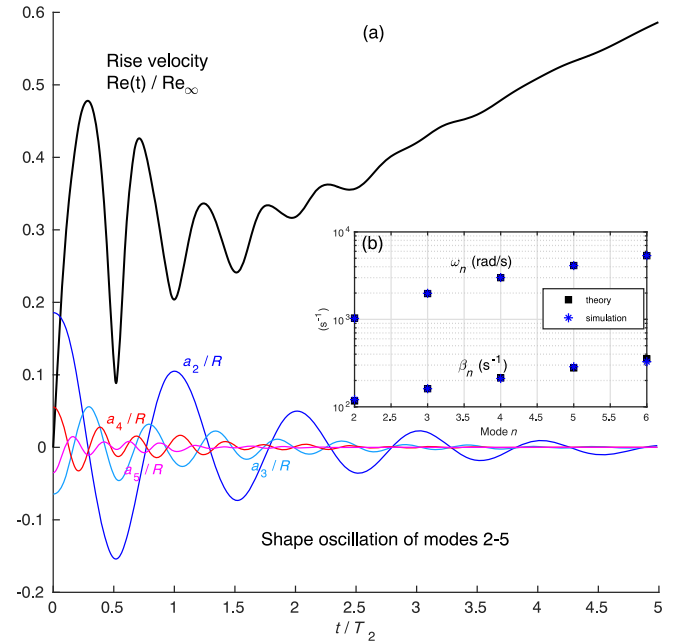 0.6
(a)
Rise velocity
Re(t) / Re∞
0.5
0.4
0.3
0.2
0.1
0
-0.1
-0.2
(b)
10^4
ω_n (rad/s)
theory
simulation
10^3
(s^-1)
β_n (s^-1)
10^2
2 2.5 3 3.5 4 4.5 5 5.5 6
Mode n
a_2 / R
a_4 / R
a_5 / R
a_3 / R
Shape oscillation of modes 2-5
0 0.5 1 1.5 2 2.5 3 3.5 4 4.5 5
t / T_2